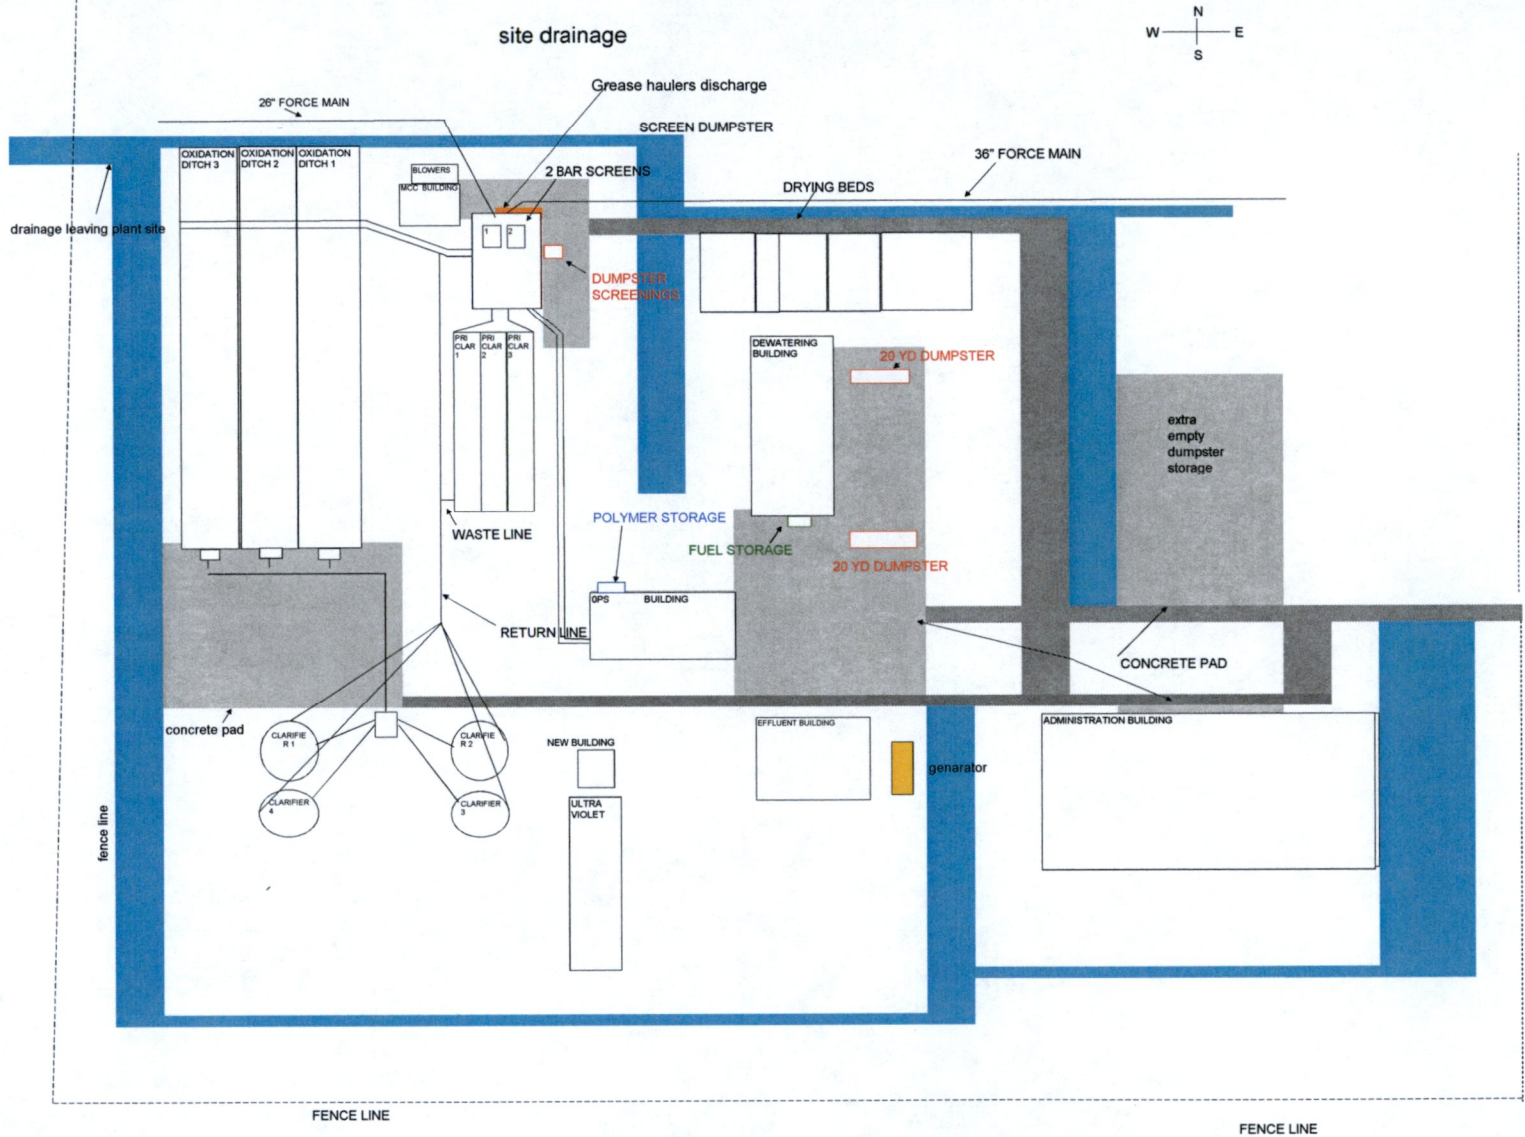 N
W E
S
site drainage
Grease haulers discharge
26" FORCE MAIN
SCREEN DUMPSTER
36" FORCE MAIN
OXIDATION
DITCH 3
OXIDATION
DITCH 2
OXIDATION
DITCH 1
BLOWERS
MCC BUILDING
2 BAR SCREENS
DRYING BEDS
drainage leaving plant site
1
2
DUMPSTER
SCREENINGS
PRI
CLAR
1
PRI
CLAR
2
PRI
CLAR
3
DEWATERING
BUILDING
20 YD DUMPSTER
extra
empty
dumpster
storage
WASTE LINE
POLYMER STORAGE
FUEL STORAGE
20 YD DUMPSTER
0PS BUILDING
RETURN LINE
CONCRETE PAD
concrete pad
CLARIFIE
R 1
CLARIFIE
R 2
NEW BUILDING
EFFLUENT BUILDING
ADMINISTRATION BUILDING
genarator
CLARIFIER
4
CLARIFIER
3
ULTRA
VIOLET
fence line
FENCE LINE
FENCE LINE